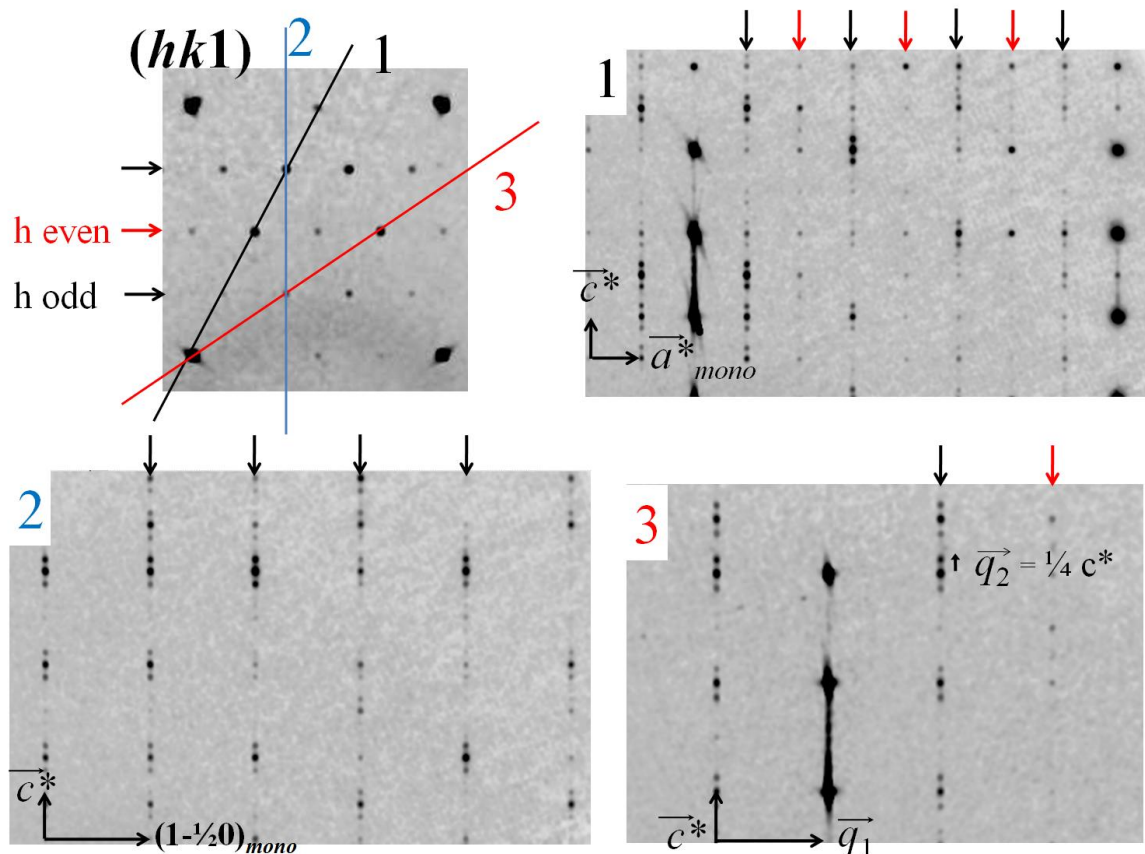 (hk1)
2
1
3
h even
h odd
1
c*
a*mono
2
c*
(1-½0)mono
3
q2 = ¼ c*
c*
q1